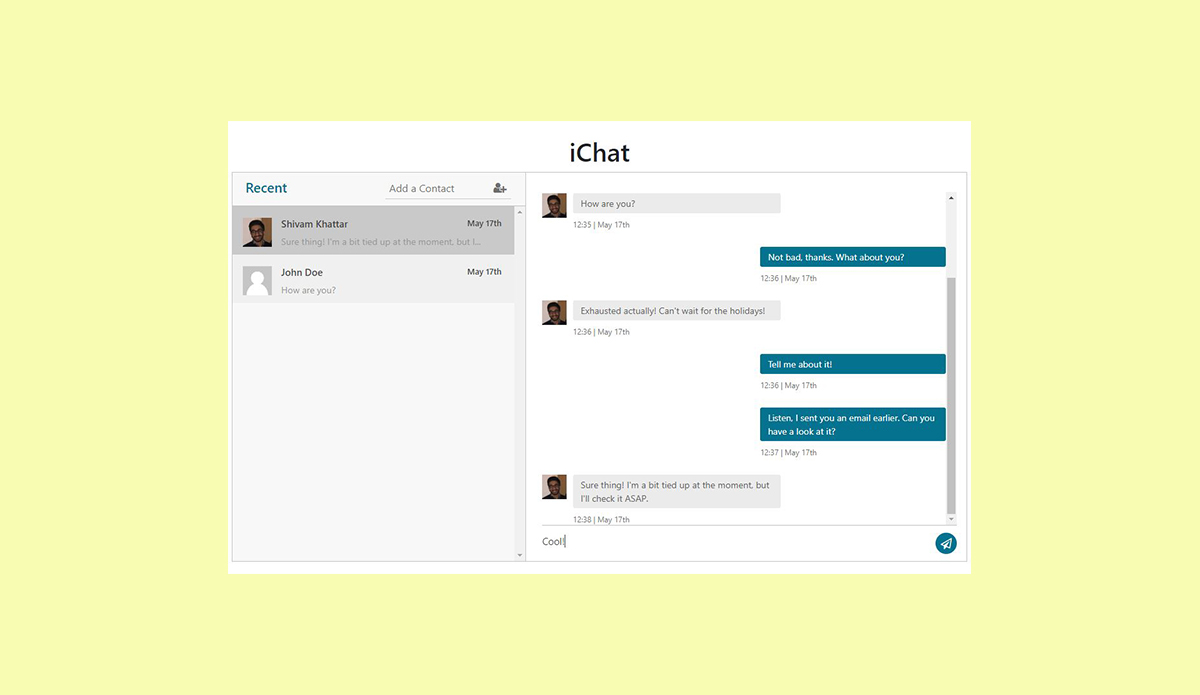 iChat
Recent
Add a Contact
Shivam Khattar
May 17th
Sure thing! I'm a bit tied up at the moment, but I...
John Doe
May 17th
How are you?
How are you?
12:35 | May 17th
Not bad, thanks. What about you?
12:36 | May 17th
Exhausted actually! Can't wait for the holidays!
12:36 | May 17th
Tell me about it!
12:36 | May 17th
Listen, I sent you an email earlier. Can you
have a look at it?
12:37 | May 17th
Sure thing! I'm a bit tied up at the moment, but
I'll check it ASAP.
12:38 | May 17th
Cool!